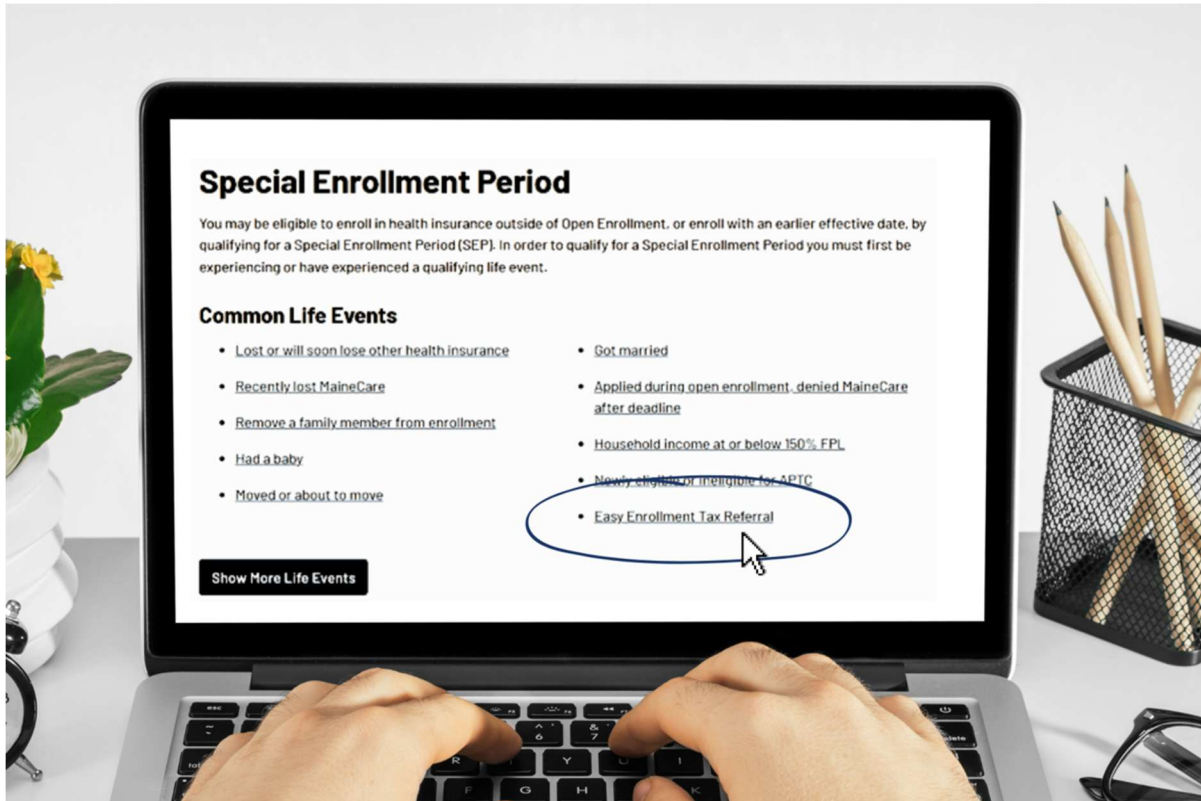 Special Enrollment Period
You may be eligible to enroll in health insurance outside of Open Enrollment, or enroll with an earlier effective date, by
qualifying for a Special Enrollment Period (SEP). In order to qualify for a Special Enrollment Period you must first be
experiencing or have experienced a qualifying life event.
Common Life Events
Lost or will soon lose other health insurance
Recently lost MaineCare
Remove a family member from enrollment
Had a baby
Moved or about to move
Got married
Applied during open enrollment, denied MaineCare
after deadline
Household income at or below 150% FPL
Newly eligible or ineligible for APTC
Easy Enrollment Tax Referral
Show More Life Events
esc
^ &
6 7
R Y U I
F G H K